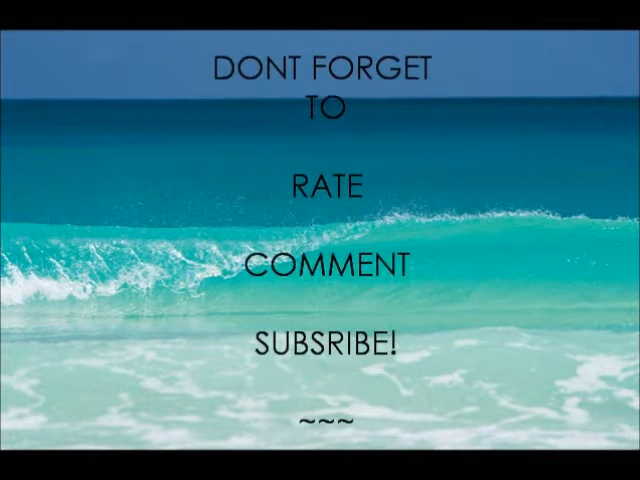 DONT FORGET
TO
RATE
COMMENT
SUBSRIBE!
~~~